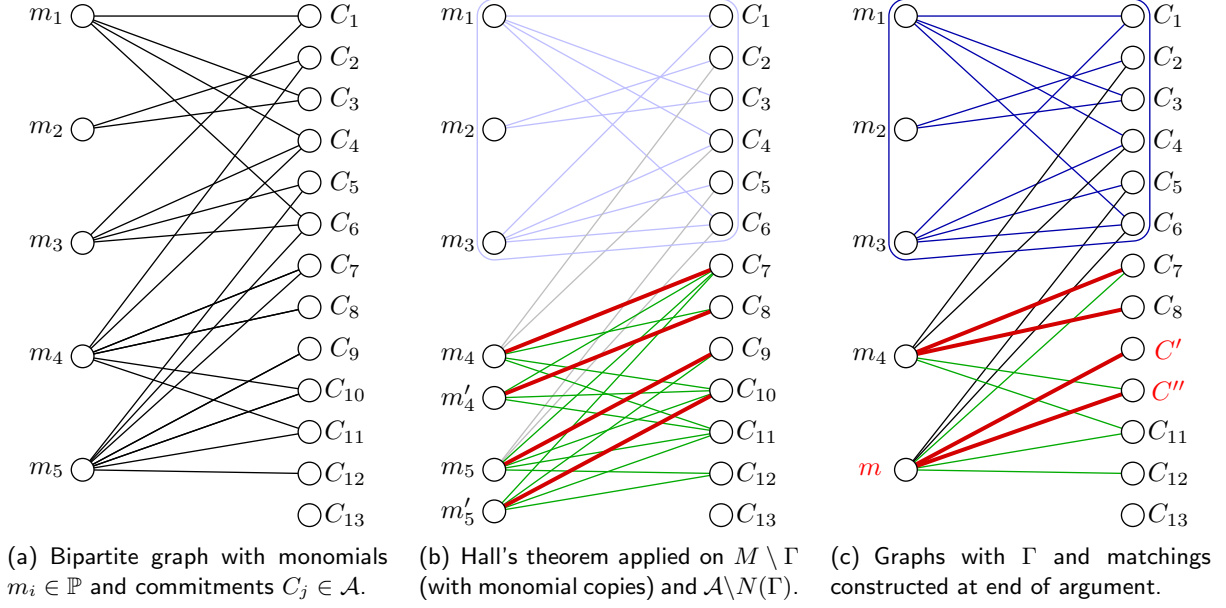 m₁ C₁
C₂
C₃
m₂
C₄
C₅
C₆
m₃
C₇
C₈
C₉
m₄
C₁₀
C₁₁
m₅
C₁₂
C₁₃
(a) Bipartite graph with monomials
mᵢ ∈ ℙ and commitments Cⱼ ∈ 𝒜.
m₁ C₁
C₂
C₃
m₂
C₄
C₅
C₆
m₃
C₇
C₈
C₉
m₄
C₁₀
m₄′
C₁₁
m₅
C₁₂
m₅′
C₁₃
(b) Hall's theorem applied on M \ Γ
(with monomial copies) and 𝒜\N(Γ).
m₁ C₁
C₂
C₃
m₂
C₄
C₅
C₆
m₃
C₇
C₈
C′
m₄
C″
C₁₁
m
C₁₂
C₁₃
(c) Graphs with Γ and matchings
constructed at end of argument.